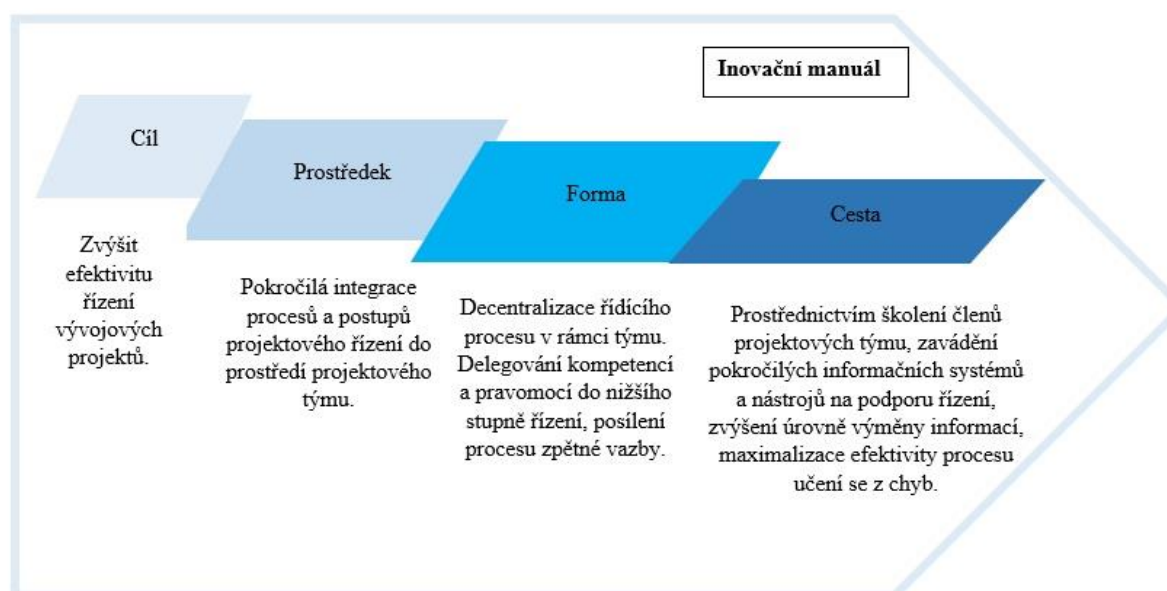 Inovační manuál
Cíl
Prostředek
Forma
Cesta
Zvýšit
efektivitu
řízení
vývojových
projektů.
Pokročilá integrace
procesů a postupů
projektového řízení do
prostředí projektového
týmu.
Decentralizace řídícího
procesu v rámci týmu.
Delegování kompetencí
a pravomocí do nižšího
stupně řízení, posílení
procesu zpětné vazby.
Prostřednictvím školení členů
projektových týmu, zavádění
pokročilých informačních systémů
a nástrojů na podporu řízení,
zvýšení úrovně výměny informací,
maximalizace efektivity procesu
učení se z chyb.